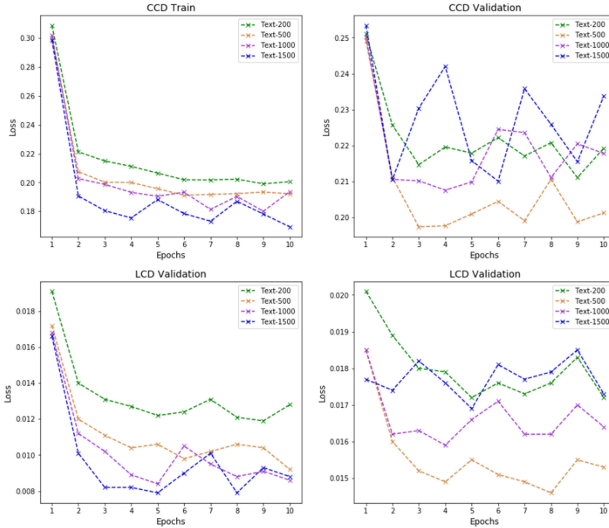 CCD Train
Loss
0.30
0.28
0.26
0.24
0.22
0.20
0.18
1 2 3 4 5 6 7 8 9 10
Epochs
Text-200
Text-500
Text-1000
Text-1500
CCD Validation
Loss
0.25
0.24
0.23
0.22
0.21
0.20
1 2 3 4 5 6 7 8 9 10
Epochs
Text-200
Text-500
Text-1000
Text-1500
LCD Validation
Loss
0.018
0.016
0.014
0.012
0.010
0.008
1 2 3 4 5 6 7 8 9 10
Epochs
Text-200
Text-500
Text-1000
Text-1500
LCD Validation
Loss
0.020
0.019
0.018
0.017
0.016
0.015
1 2 3 4 5 6 7 8 9 10
Epochs
Text-200
Text-500
Text-1000
Text-1500